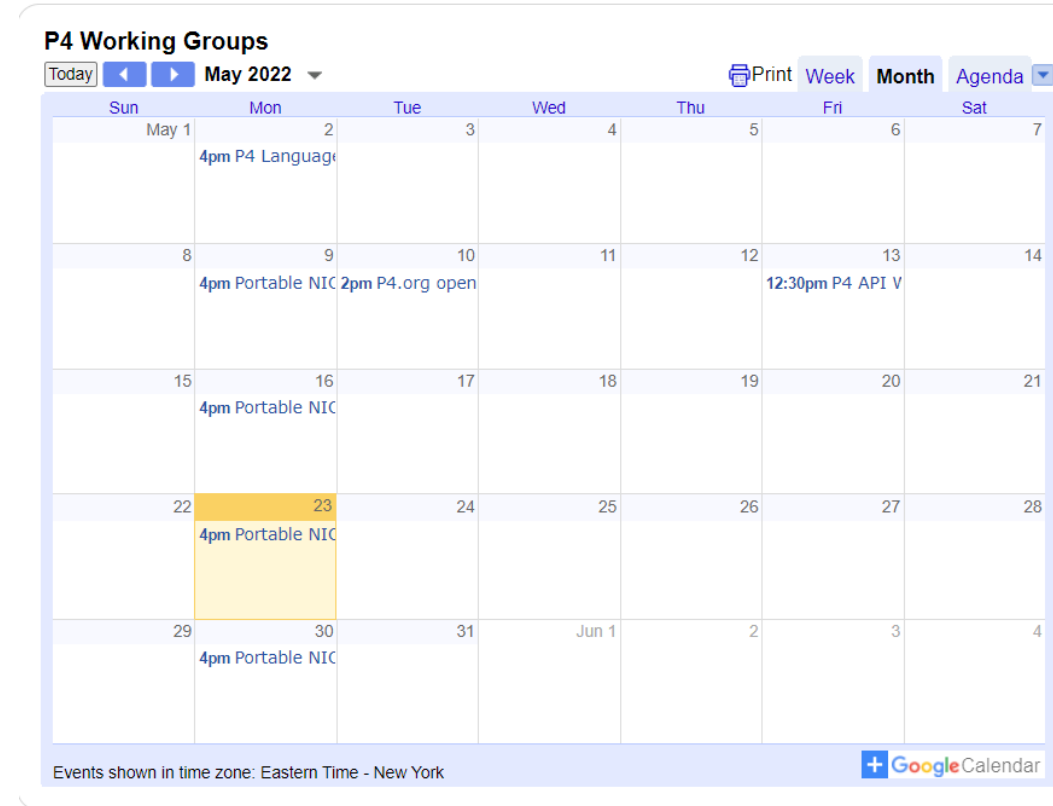 P4 Working Groups
Today May 2022 Print Week Month Agenda
Sun Mon Tue Wed Thu Fri Sat
May 1 2 3 4 5 6 7
4pm P4 Language
8 9 10 11 12 13 14
4pm Portable NIC 2pm P4.org open 12:30pm P4 API W
15 16 17 18 19 20 21
4pm Portable NIC
22 23 24 25 26 27 28
4pm Portable NIC
29 30 31 Jun 1 2 3 4
4pm Portable NIC
Events shown in time zone: Eastern Time - New York
Google Calendar